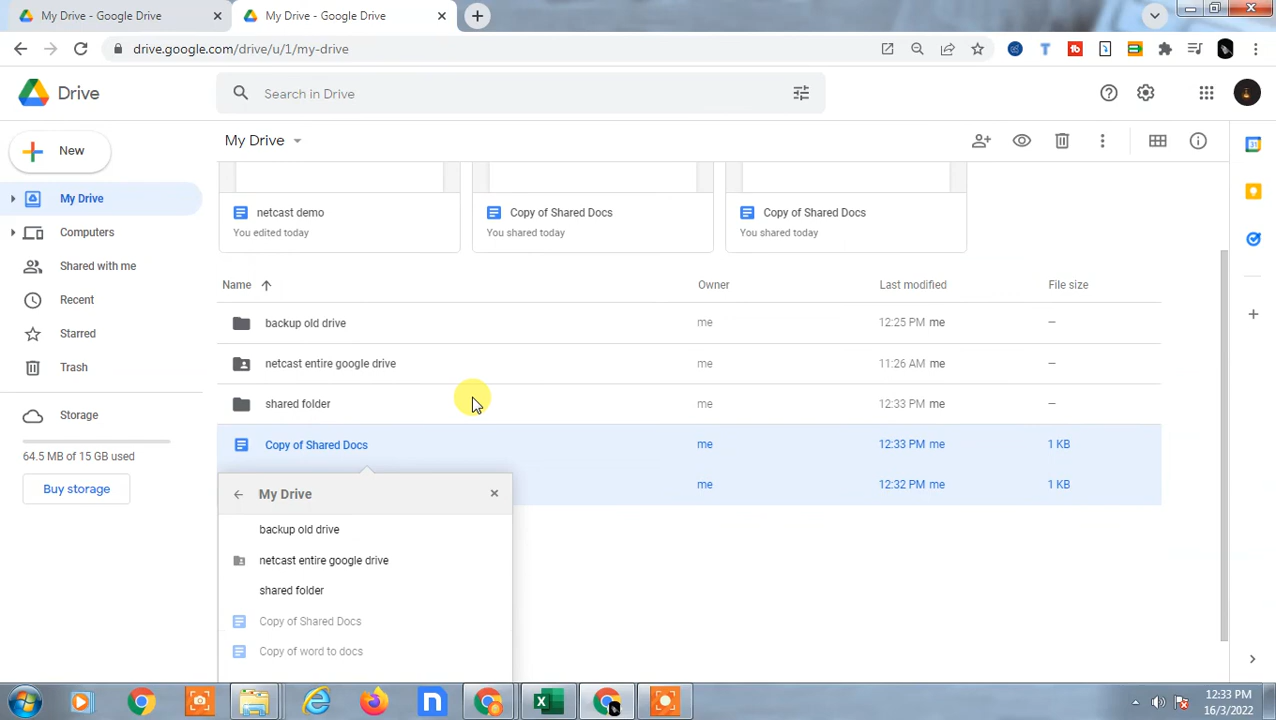 My Drive - Google Drive
My Drive - Google Drive
drive.google.com/drive/u/1/my-drive
Drive
Search in Drive
New
My Drive
My Drive
Computers
Shared with me
Recent
Starred
Trash
Storage
64.5 MB of 15 GB used
Buy storage
netcast demo
You edited today
Copy of Shared Docs
You shared today
Copy of Shared Docs
You shared today
Name Owner Last modified File size
backup old drive me 12:25 PM me –
netcast entire google drive me 11:26 AM me –
shared folder me 12:33 PM me –
Copy of Shared Docs me 12:33 PM me 1 KB
me 12:32 PM me 1 KB
My Drive
backup old drive
netcast entire google drive
shared folder
Copy of Shared Docs
Copy of word to docs
31
12:33 PM
16/3/2022